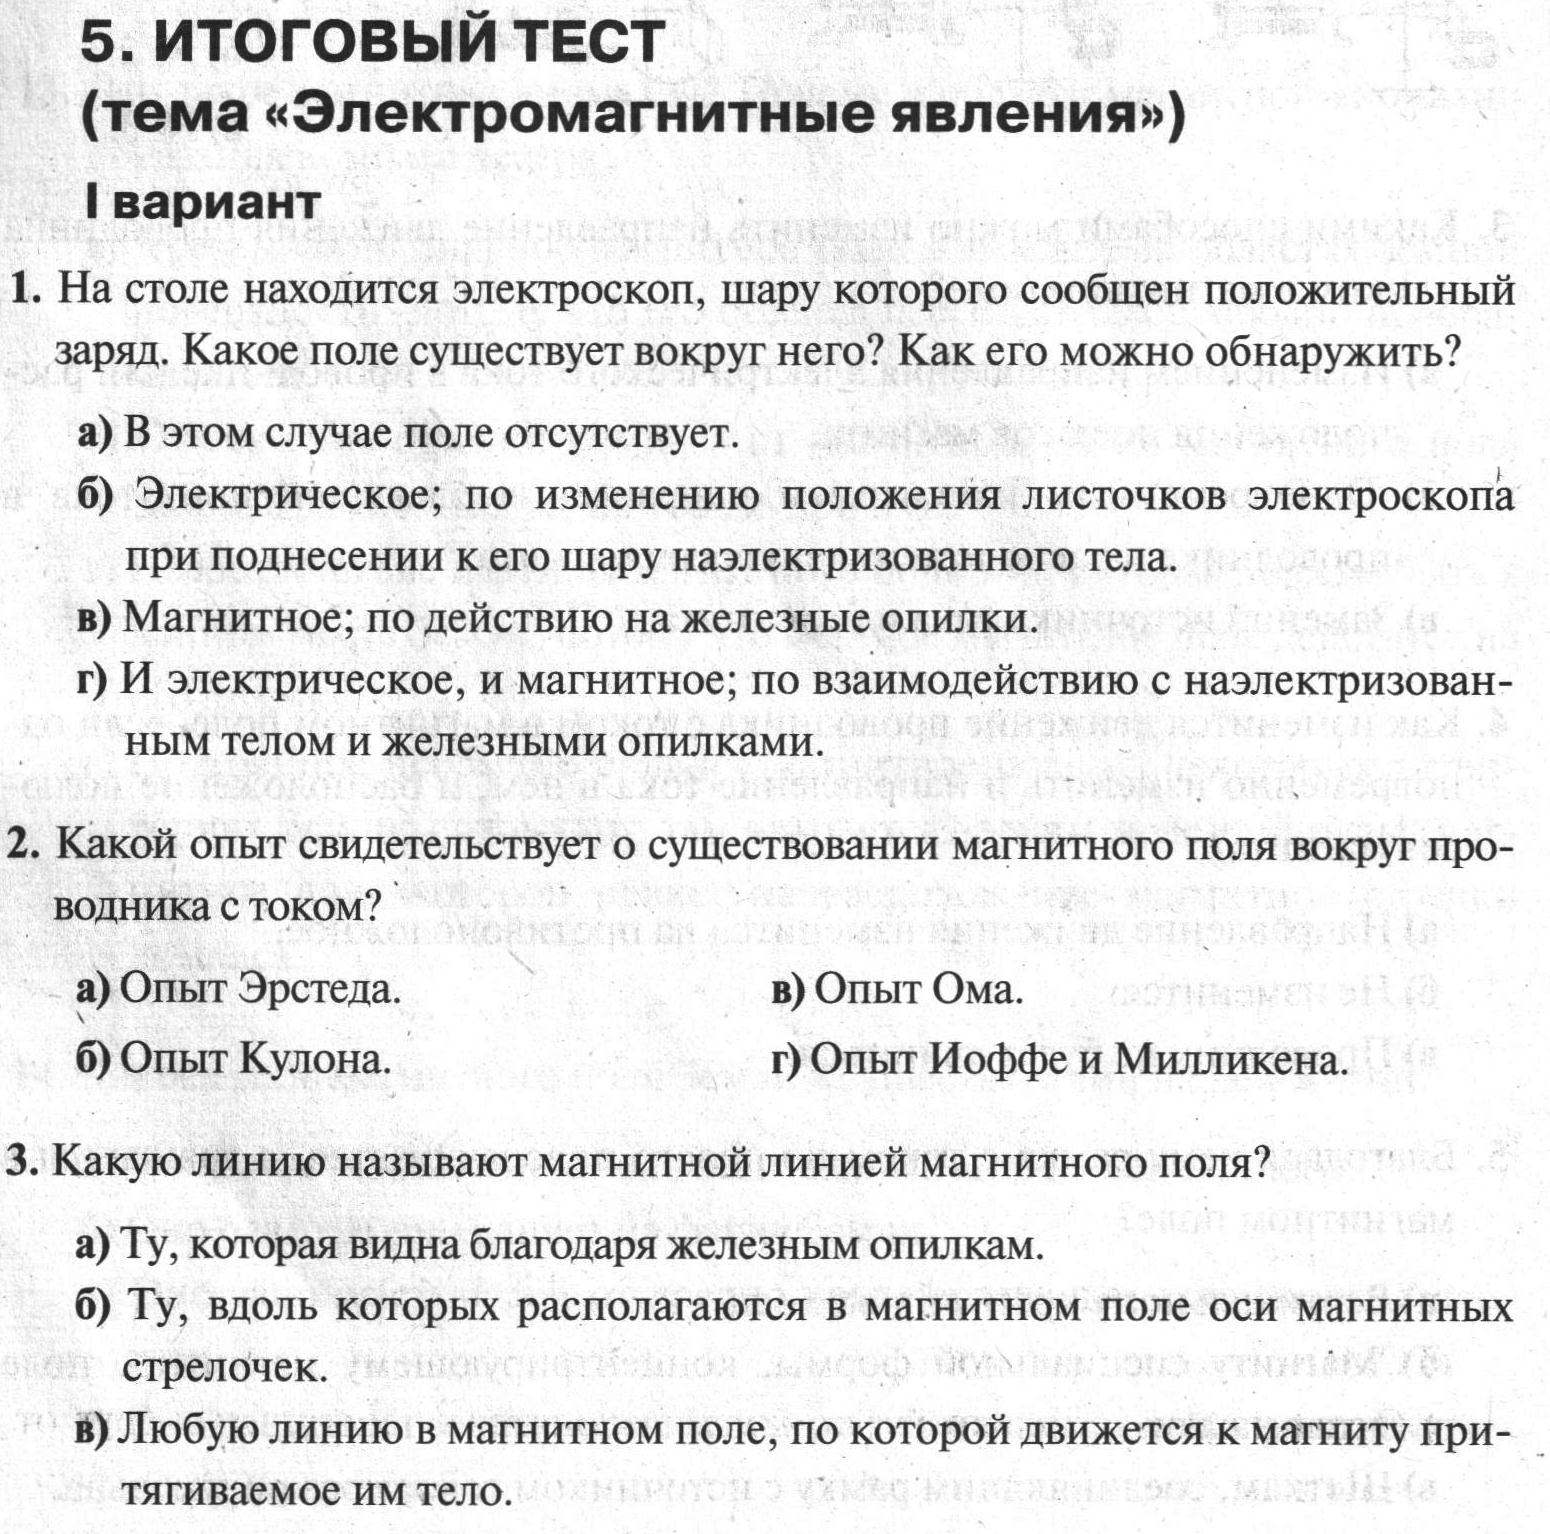 5. ИТОГОВЫЙ ТЕСТ
(тема «Электромагнитные явления»)
I вариант
1. На столе находится электроскоп, шару которого сообщен положительный
заряд. Какое поле существует вокруг него? Как его можно обнаружить?
а) В этом случае поле отсутствует.
б) Электрическое; по изменению положения листочков электроскопа
при поднесении к его шару наэлектризованного тела.
в) Магнитное; по действию на железные опилки.
г) И электрическое, и магнитное; по взаимодействию с наэлектризован-
ным телом и железными опилками.
2. Какой опыт свидетельствует о существовании магнитного поля вокруг про-
водника с током?
а) Опыт Эрстеда.
б) Опыт Кулона.
в) Опыт Ома.
г) Опыт Иоффе и Милликена.
3. Какую линию называют магнитной линией магнитного поля?
а) Ту, которая видна благодаря железным опилкам.
б) Ту, вдоль которых располагаются в магнитном поле оси магнитных
стрелочек.
в) Любую линию в магнитном поле, по которой движется к магниту при-
тягиваемое им тело.